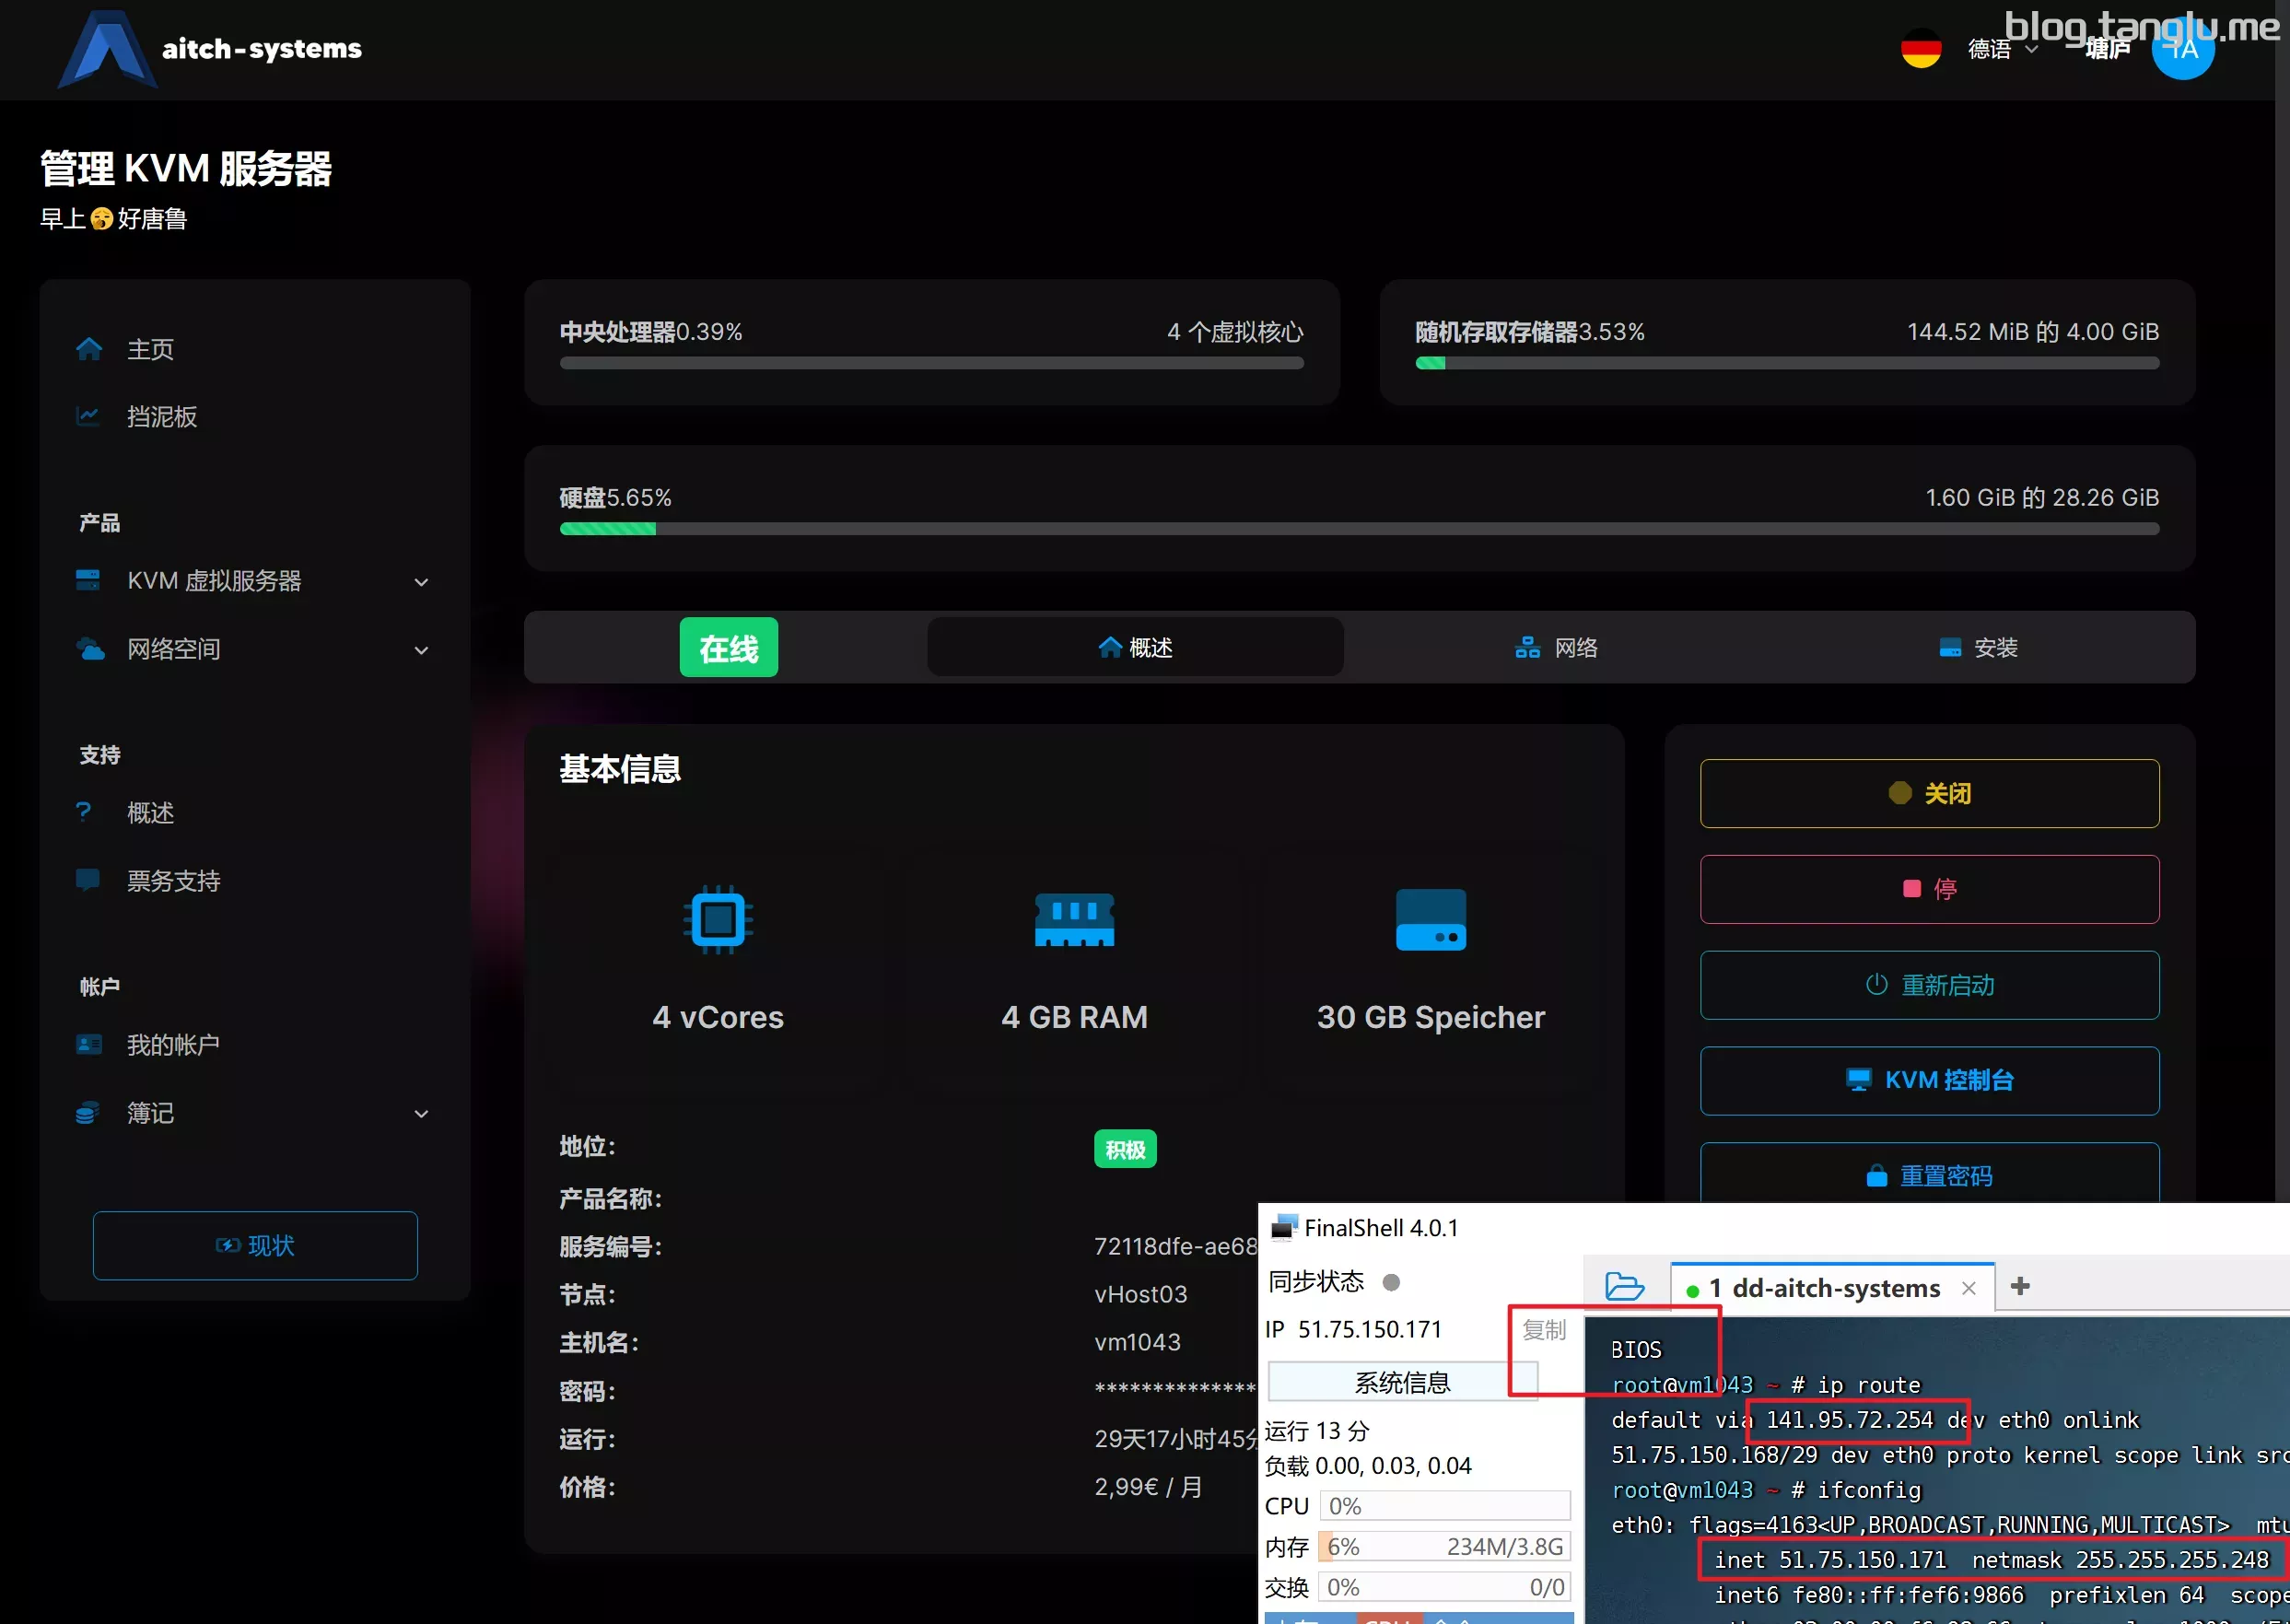 aitch-systems
德语
塘庐
TA
blog.tanglu.me
管理 KVM 服务器
早上🥱好唐鲁
主页
挡泥板
产品
KVM 虚拟服务器
网络空间
支持
概述
票务支持
帐户
我的帐户
簿记
现状
中央处理器0.39%
4 个虚拟核心
随机存取存储器3.53%
144.52 MiB 的 4.00 GiB
硬盘5.65%
1.60 GiB 的 28.26 GiB
在线
概述
网络
安装
基本信息
4 vCores
4 GB RAM
30 GB Speicher
地位:
积极
产品名称:
服务编号:
72118dfe-ae68
节点:
vHost03
主机名:
vm1043
密码:
**************
运行:
29天17小时45分
价格:
2,99€ / 月
关闭
停
重新启动
KVM 控制台
重置密码
FinalShell 4.0.1
同步状态
IP 51.75.150.171
复制
系统信息
运行 13 分
负载 0.00, 0.03, 0.04
CPU 0%
内存 6% 234M/3.8G
交换 0% 0/0
1 dd-aitch-systems
BIOS
root@vm1043 ~ # ip route
default via 141.95.72.254 dev eth0 onlink
51.75.150.168/29 dev eth0 proto kernel scope link src
root@vm1043 ~ # ifconfig
eth0: flags=4163<UP,BROADCAST,RUNNING,MULTICAST> mtu
inet 51.75.150.171 netmask 255.255.255.248
inet6 fe80::ff:fef6:9866 prefixlen 64 scope